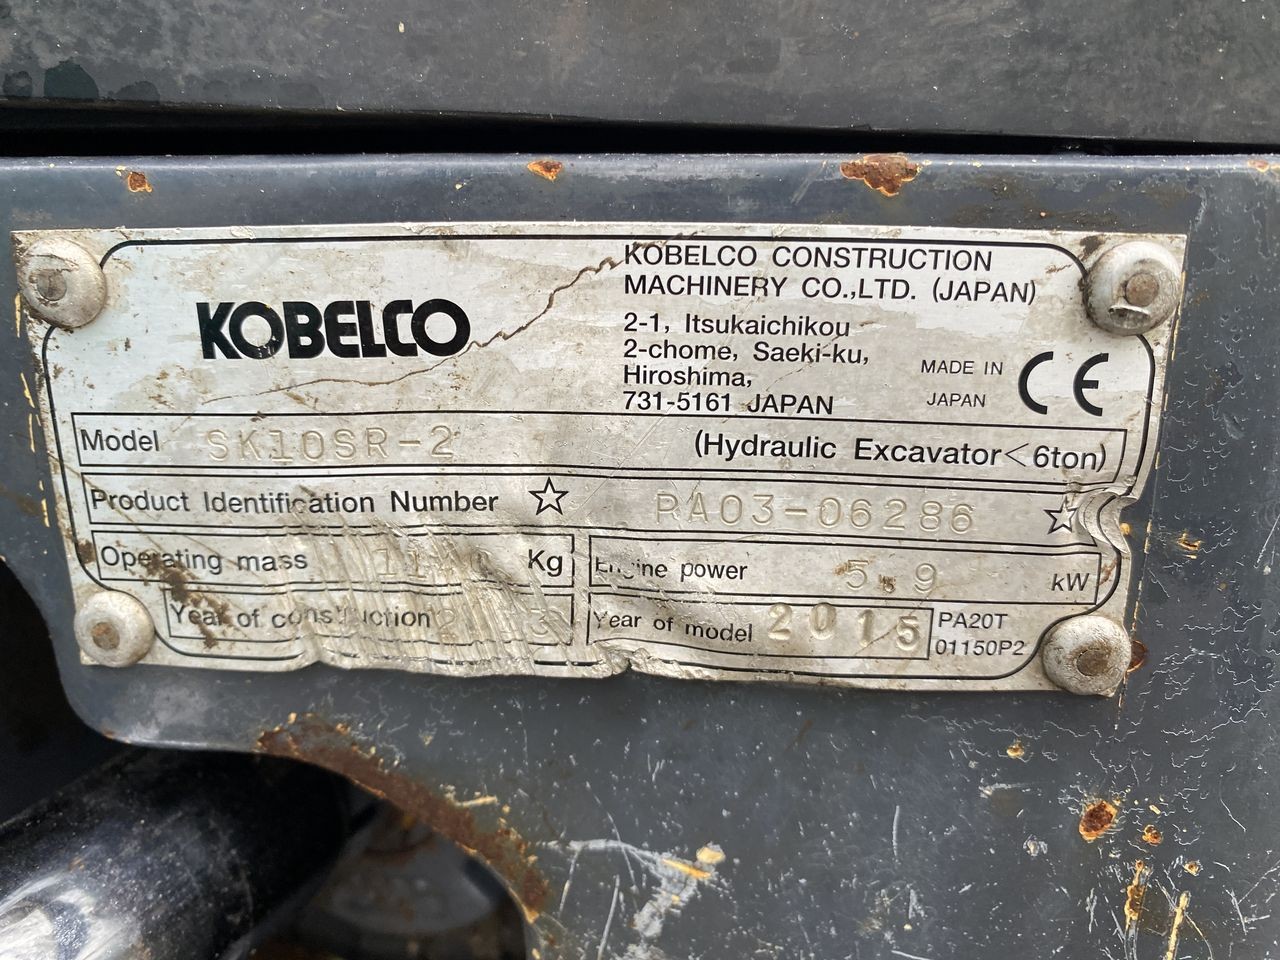 KOBELCO
KOBELCO CONSTRUCTION
MACHINERY CO.,LTD. (JAPAN)
2-1, Itsukaichikou
2-chome, Saeki-ku,
Hiroshima,
731-5161 JAPAN
MADE IN
JAPAN
CE
Model SK10SR-2 (Hydraulic Excavator<6ton)
Product Identification Number ☆ PA03-06286 ☆
Operating mass Kg Engine power 5.9 kW
Year of construction Year of model 2015
PA20T
01150P2